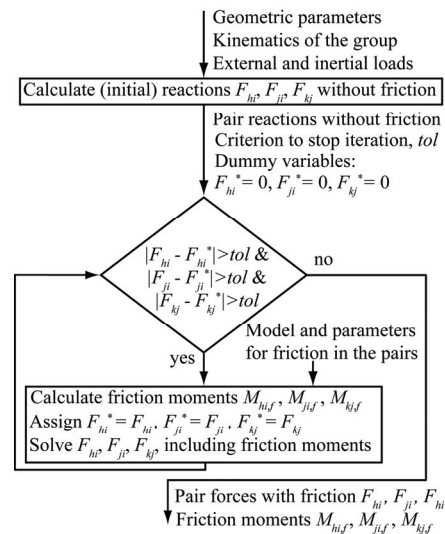 Geometric parameters
Kinematics of the group
External and inertial loads
Calculate (initial) reactions F_hi, F_ji, F_kj without friction
Pair reactions without friction
Criterion to stop iteration, tol
Dummy variables:
F_hi* = 0, F_ji* = 0, F_kj* = 0
|F_hi - F_hi*|>tol &
|F_ji - F_ji*|>tol &
|F_kj - F_kj*|>tol
no
yes
Model and parameters
for friction in the pairs
Calculate friction moments M_hi,f, M_ji,f, M_kj,f
Assign F_hi* = F_hi, F_ji* = F_ji, F_kj* = F_kj
Solve F_hi, F_ji, F_kj, including friction moments
Pair forces with friction F_hi, F_ji, F_hi
Friction moments M_hi,f, M_ji,f, M_kj,f